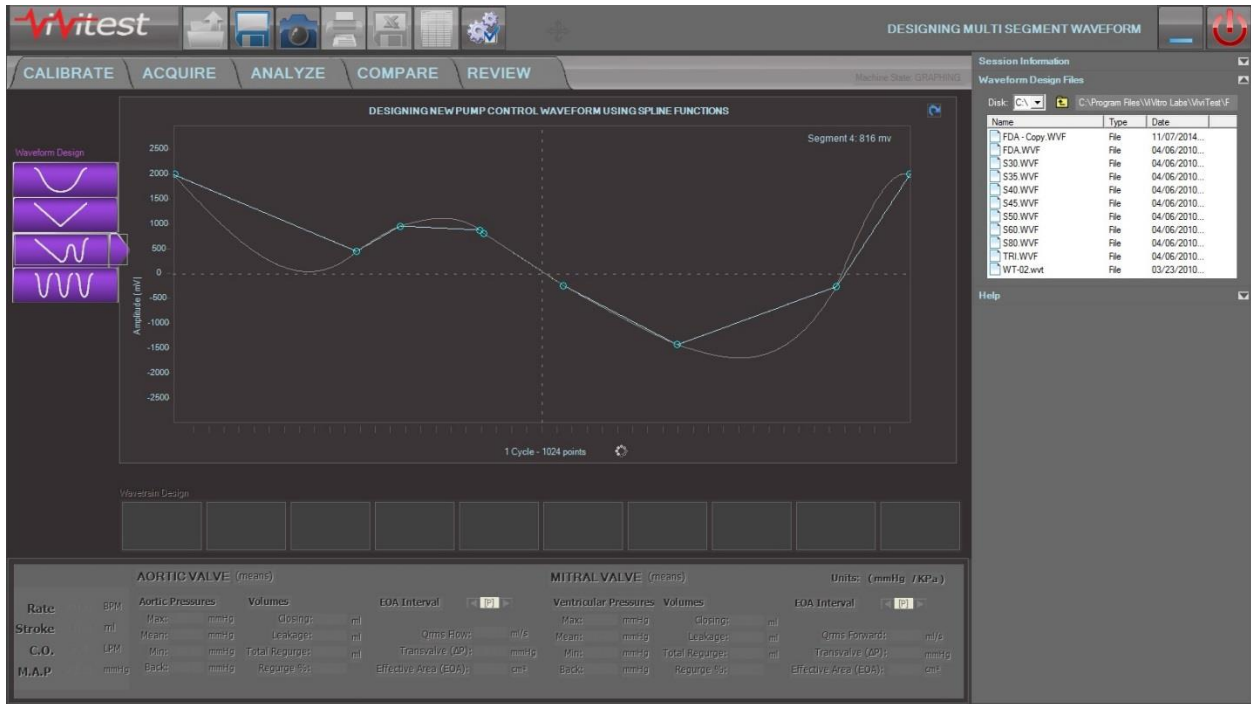 ViVitest
DESIGNING MULTI SEGMENT WAVEFORM
CALIBRATE ACQUIRE ANALYZE COMPARE REVIEW
Machine State: GRAPHING
Session Information
Waveform Design Files
Disk: C:\ C:\Program Files\ViVitro Labs\ViviTest\F
Name Type Date
FDA - Copy.WVF File 11/07/2014...
FDA.WVF File 04/06/2010...
S30.WVF File 04/06/2010...
S35.WVF File 04/06/2010...
S40.WVF File 04/06/2010...
S45.WVF File 04/06/2010...
S50.WVF File 04/06/2010...
S60.WVF File 04/06/2010...
S80.WVF File 04/06/2010...
TRI.WVF File 04/06/2010...
WT-02.wvt File 03/23/2010...
Help
Waveform Design
DESIGNING NEW PUMP CONTROL WAVEFORM USING SPLINE FUNCTIONS
Segment 4: 816 mv
Amplitude [mV]
2500
2000
1500
1000
500
0
-500
-1000
-1500
-2000
-2500
1 Cycle - 1024 points
Wavetrain Design
AORTIC VALVE (means) MITRAL VALVE (means) Units: (mmHg /KPa)
Rate BPM
Stroke ml
C.O. LPM
M.A.P mmHg
Aortic Pressures Volumes EOA Interval [P]
Max: mmHg Closing: ml
Mean: mmHg Leakage: ml Qrms Flow: ml/s
Min: mmHg Total Regurge: ml Transvalve (ΔP): mmHg
Back: mmHg Regurge %: Effective Area (EOA): cm²
Ventricular Pressures Volumes EOA Interval [P]
Max: mmHg Closing: ml
Mean: mmHg Leakage: ml Qrms Forward: ml/s
Min: mmHg Total Regurge: ml Transvalve (ΔP): mmHg
Back: mmHg Regurge %: Effective Area (EOA): cm²